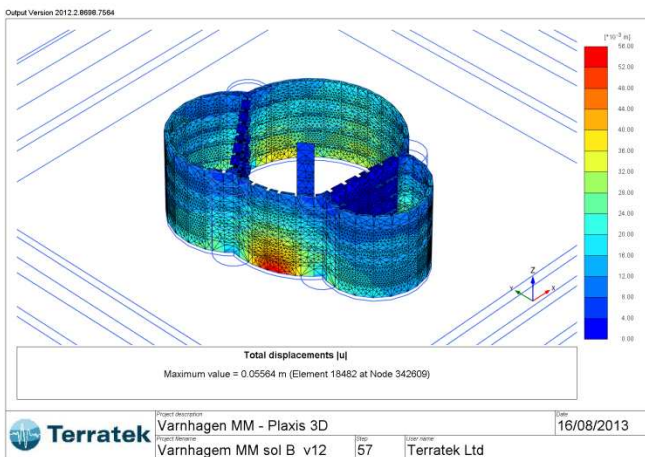 Output Version 2012.2.8698.7564
[*10⁻³ m]
56.00
52.00
48.00
44.00
40.00
36.00
32.00
28.00
24.00
20.00
16.00
12.00
8.00
4.00
0.00
Z
Y
X
Total displacements |u|
Maximum value = 0.05564 m (Element 18482 at Node 342609)
Terratek
Project description
Varnhagen MM - Plaxis 3D
Date
16/08/2013
Project filename
Varnhagem MM sol B_v12
Step
57
User name
Terratek Ltd